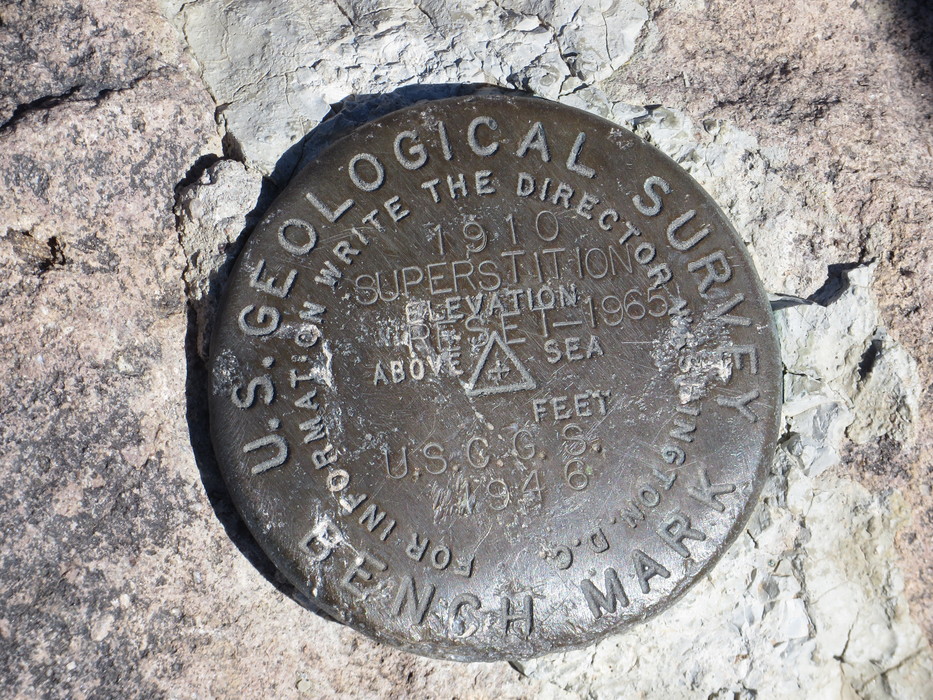 U.S. GEOLOGICAL SURVEY
FOR INFORMATION WRITE THE DIRECTOR WASHINGTON, D.C.
1910
SUPERSTITION
ELEVATION
RESET-1965
ABOVE SEA
FEET
U.S.C.G.S.
1946
BENCH MARK